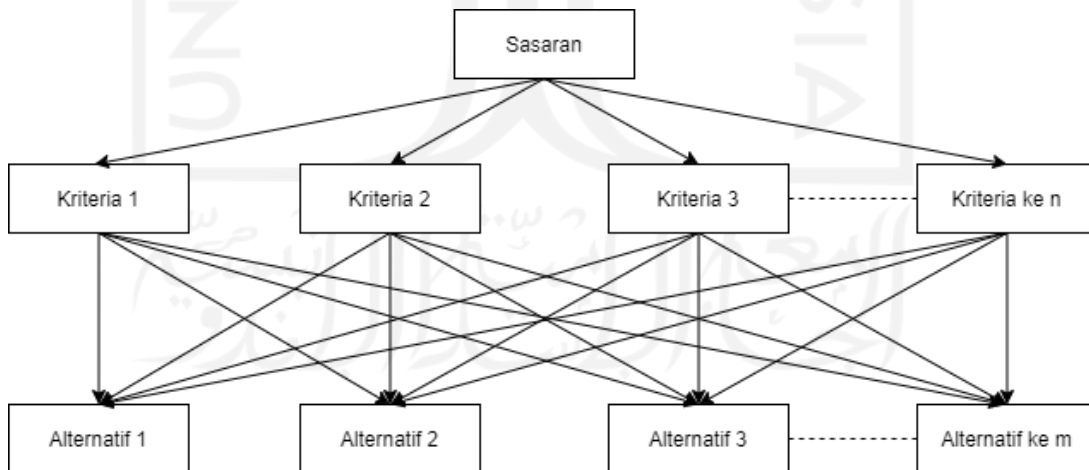 Sasaran
Kriteria 1
Kriteria 2
Kriteria 3
Kriteria ke n
Alternatif 1
Alternatif 2
Alternatif 3
Alternatif ke m